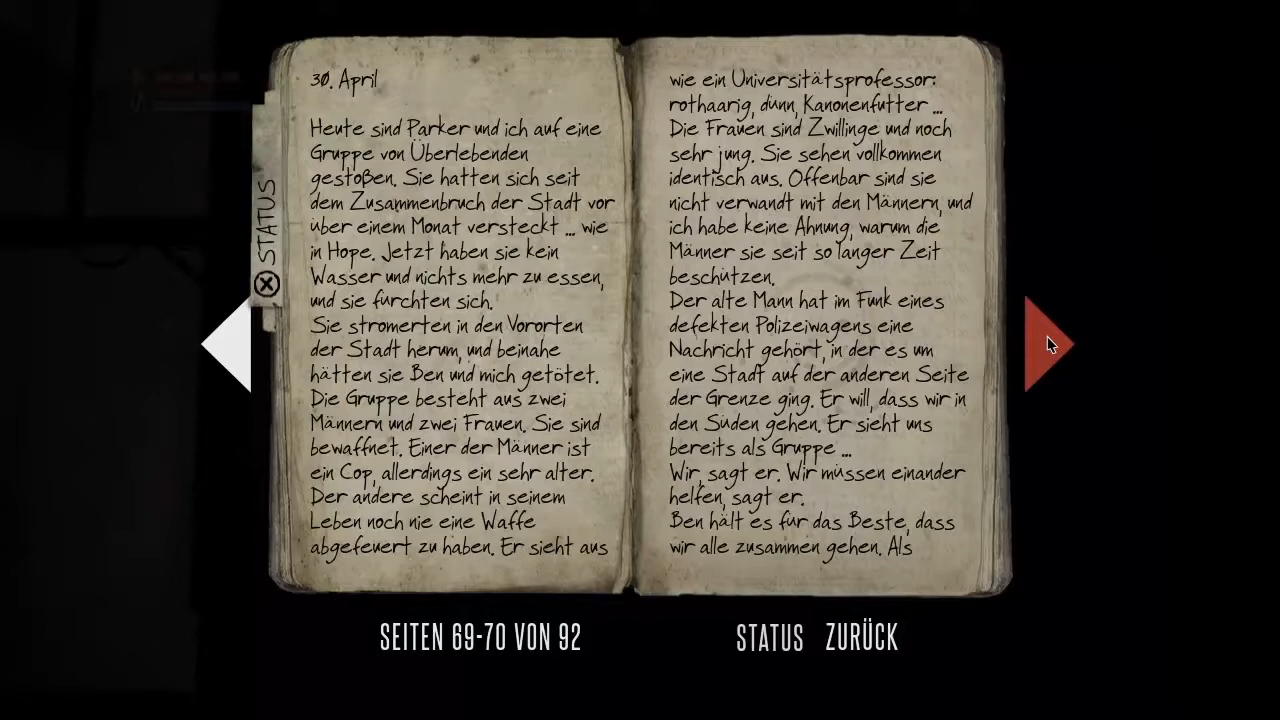 30. April
Heute sind Parker und ich auf eine
Gruppe von Überlebenden
gestoßen. Sie hatten sich seit
dem Zusammenbruch der Stadt vor
über einem Monat versteckt ... wie
in Hope. Jetzt haben sie kein
Wasser und nichts mehr zu essen,
und sie fürchten sich.
Sie stromerten in den Vororten
der Stadt herum, und beinahe
hätten sie Ben und mich getötet.
Die Gruppe besteht aus zwei
Männern und zwei Frauen. Sie sind
bewaffnet. Einer der Männer ist
ein Cop, allerdings ein sehr alter.
Der andere scheint in seinem
Leben noch nie eine Waffe
abgefeuert zu haben. Er sieht aus
wie ein Universitätsprofessor:
rothaarig, dünn, Kanonenfutter ...
Die Frauen sind Zwillinge und noch
sehr jung. Sie sehen vollkommen
identisch aus. Offenbar sind sie
nicht verwandt mit den Männern, und
ich habe keine Ahnung, warum die
Männer sie seit so langer Zeit
beschützen.
Der alte Mann hat im Funk eines
defekten Polizeiwagens eine
Nachricht gehört, in der es um
eine Stadt auf der anderen Seite
der Grenze ging. Er will, dass wir in
den Süden gehen. Er sieht uns
bereits als Gruppe ...
Wir, sagt er. Wir müssen einander
helfen, sagt er.
Ben hält es für das Beste, dass
wir alle zusammen gehen. Als
STATUS
SEITEN 69-70 VON 92
STATUS ZURÜCK